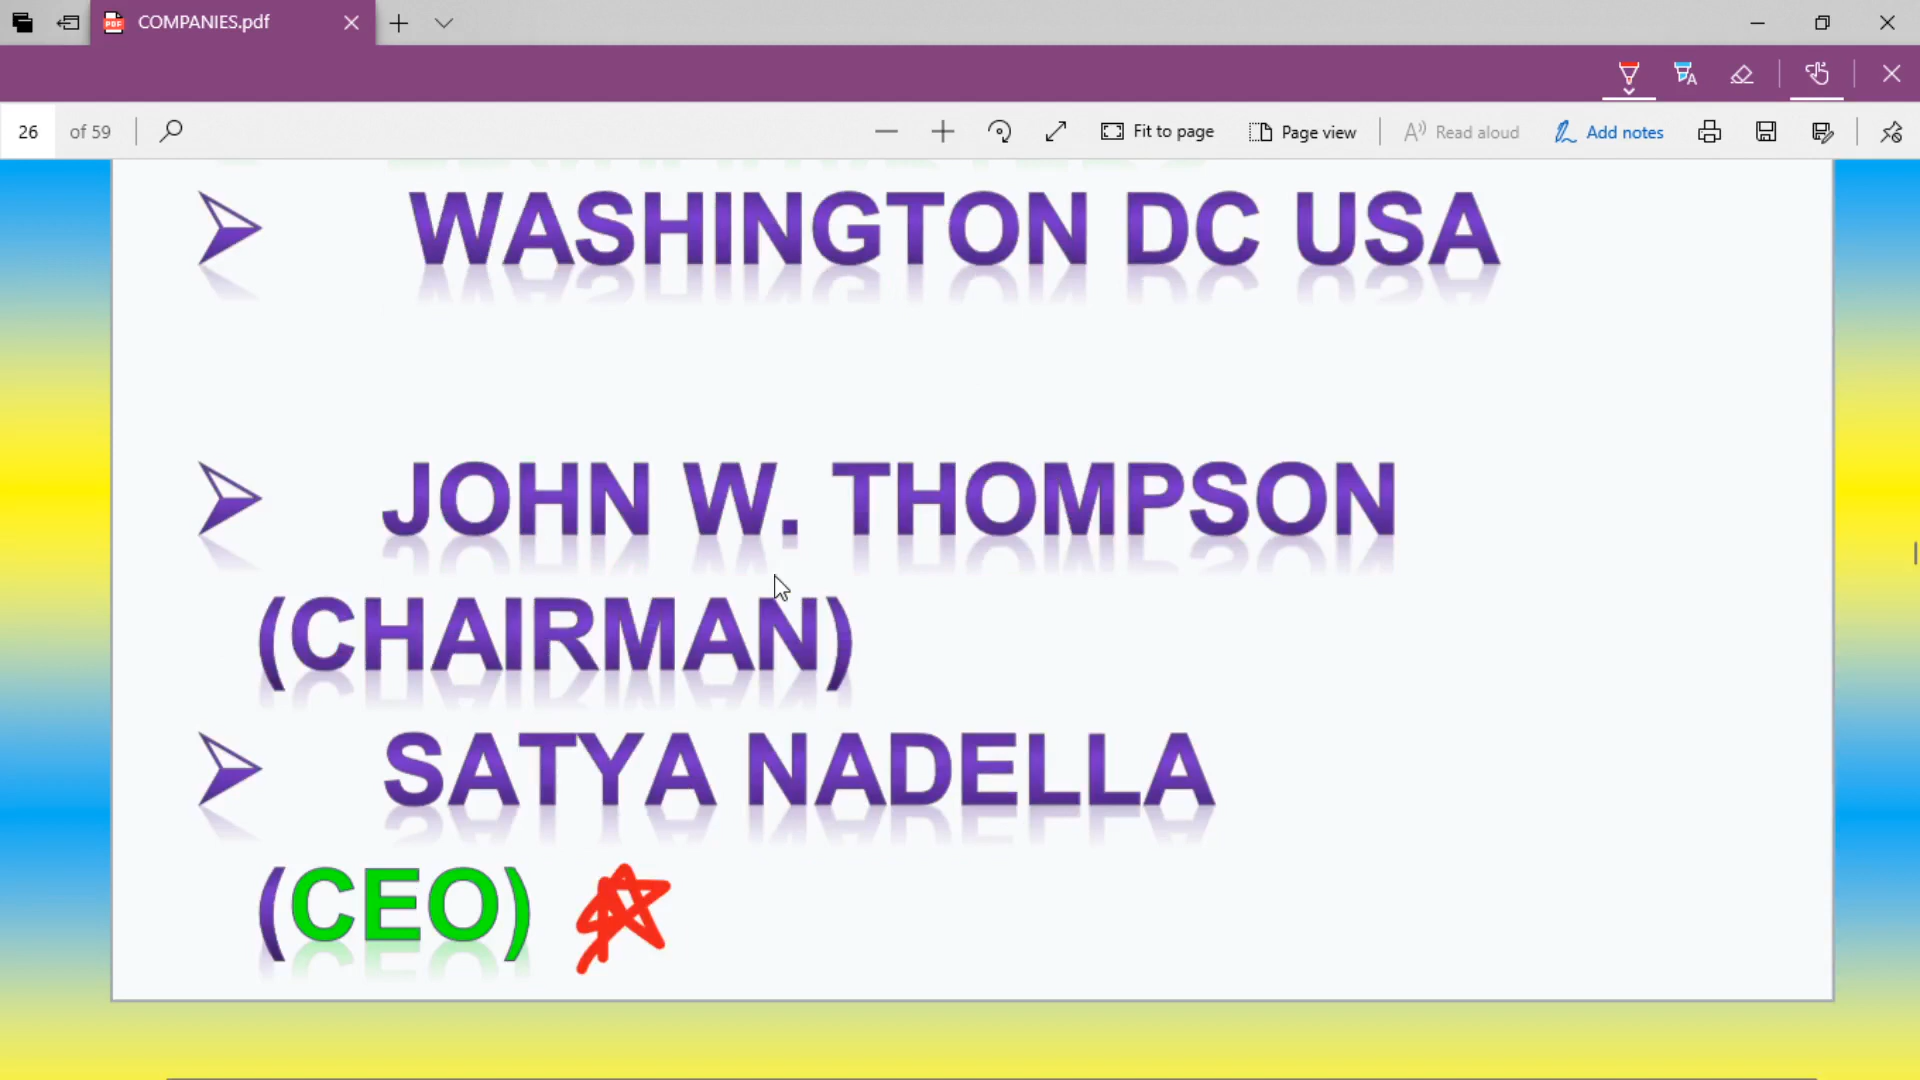 COMPANIES.pdf
26 of 59
Fit to page
Page view
Read aloud
Add notes
WASHINGTON DC USA
JOHN W. THOMPSON
(CHAIRMAN)
SATYA NADELLA
(CEO)